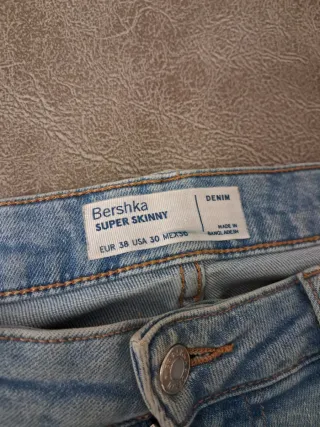 Bershka
SUPER SKINNY
EUR 38 USA 30 MEX 30
DENIM
MADE IN
BANGLADESH